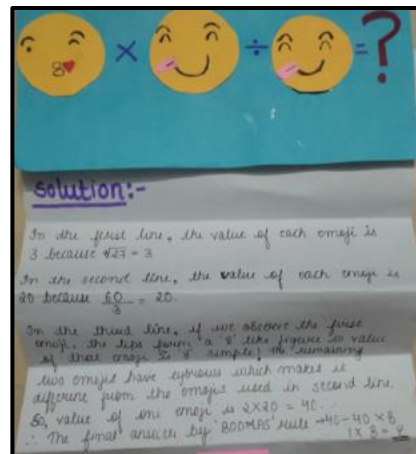 8 × ÷ = ?
solution:-
In the first line, the value of each emoji is
3 because ∛27 = 3
In the second line, the value of each emoji is
20 because 60/3 = 20.
In the third line, if we observe the first
emoji, the lips form a '8' like figure so value
of that emoji is '8' simple! the remaining
two emojis have eyebrows which makes it
different from the emojis used in second line.
So, value of one emoji is 2×20 = 40.
∴ The final answer by 'BODMAS' rule → 40 ÷ 40 × 8
1 × 8 = 8